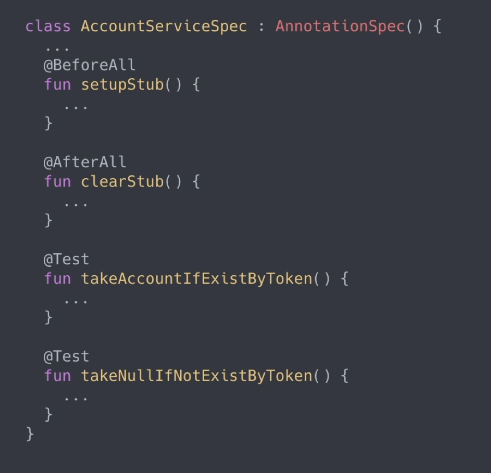 class AccountServiceSpec : AnnotationSpec() {
  ...
  @BeforeAll
  fun setupStub() {
    ...
  }

  @AfterAll
  fun clearStub() {
    ...
  }

  @Test
  fun takeAccountIfExistByToken() {
    ...
  }

  @Test
  fun takeNullIfNotExistByToken() {
    ...
  }
}